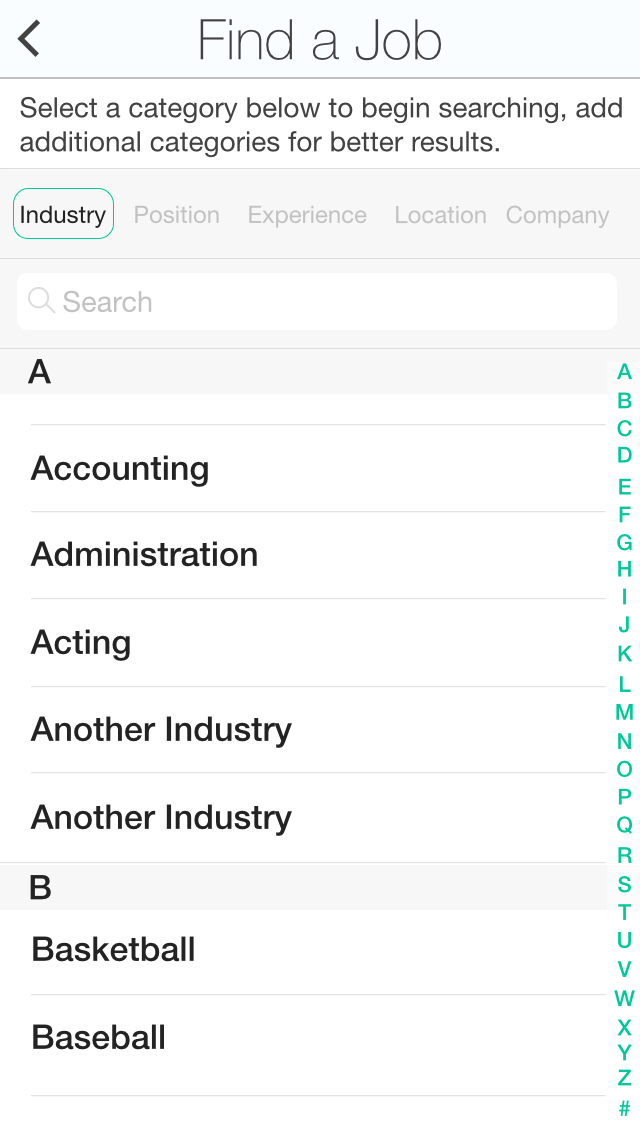 Find a Job
Select a category below to begin searching, add
additional categories for better results.
Industry Position Experience Location Company
Search
A
Accounting
Administration
Acting
Another Industry
Another Industry
B
Basketball
Baseball
A
B
C
D
E
F
G
H
I
J
K
L
M
N
O
P
Q
R
S
T
U
V
W
X
Y
Z
#